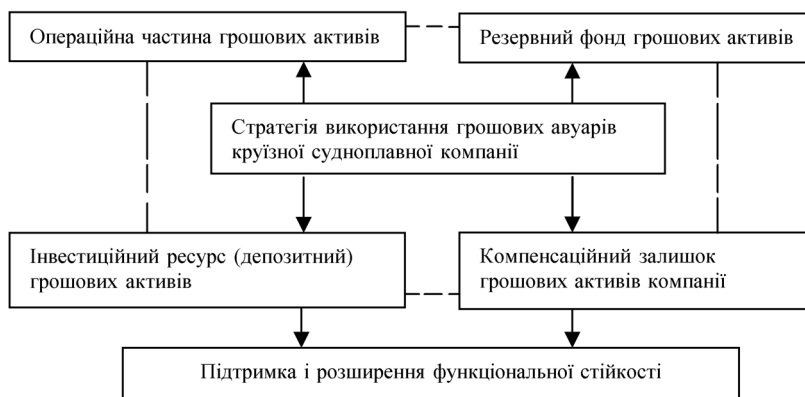 Операційна частина грошових активів
Резервний фонд грошових активів
Стратегія використання грошових авуарів
круїзної судноплавної компанії
Інвестиційний ресурс (депозитний)
грошових активів
Компенсаційний залишок
грошових активів компанії
Підтримка і розширення функціональної стійкості